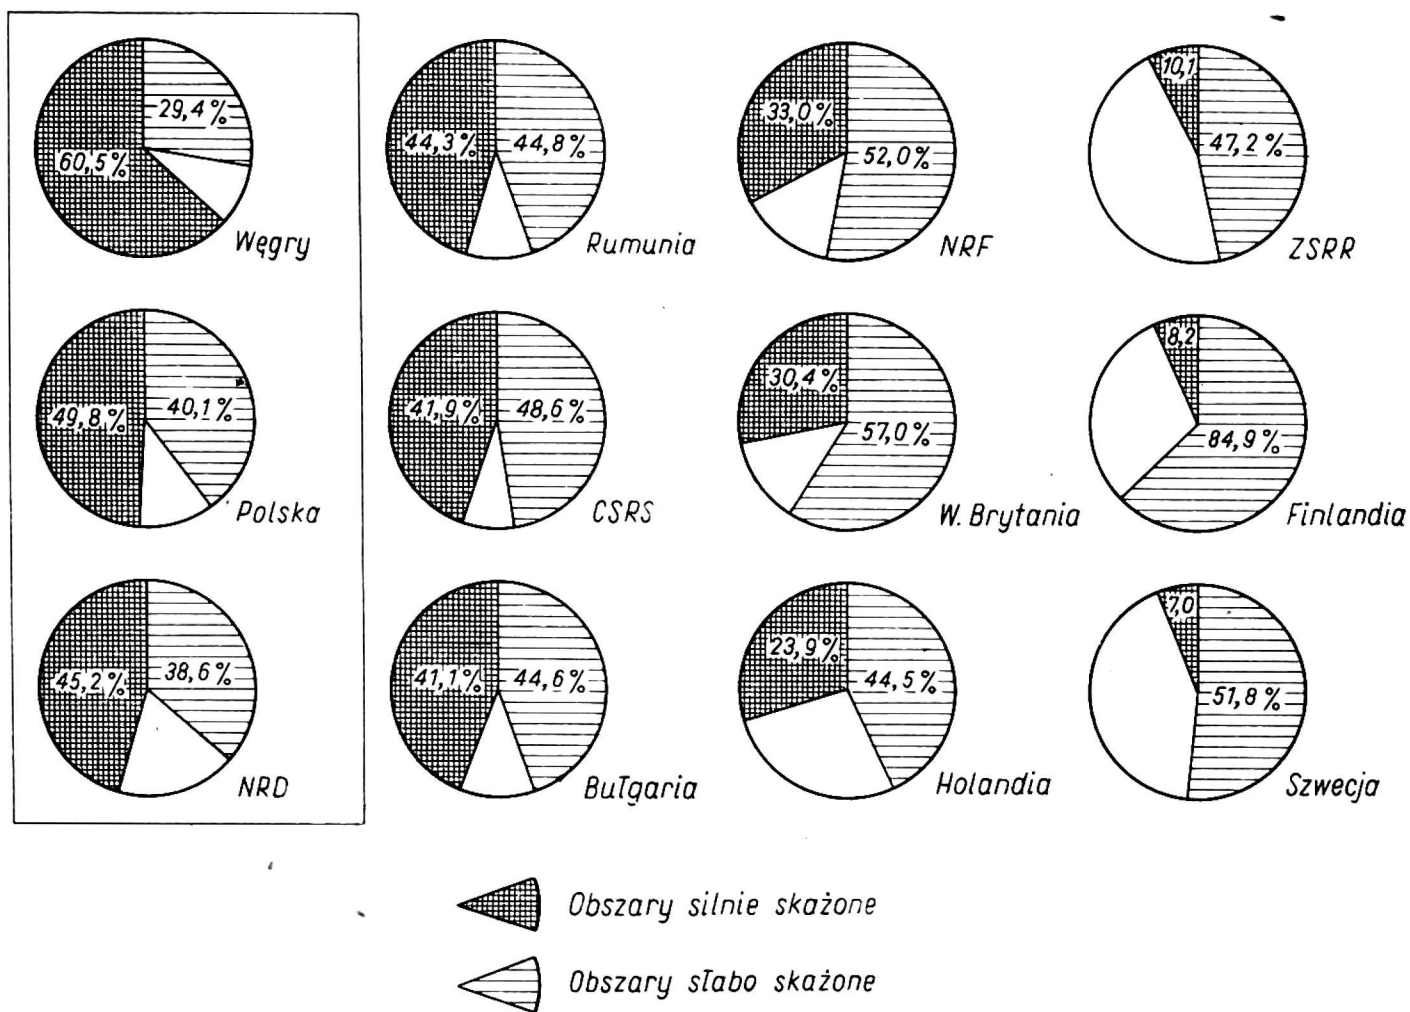 29,4%
60,5%
Węgry
44,3%
44,8%
Rumunia
33,0%
52,0%
NRF
10,1
47,2%
ZSRR
49,8%
40,1%
Polska
41,9%
48,6%
CSRS
30,4%
57,0%
W. Brytania
8,2
84,9%
Finlandia
45,2%
38,6%
NRD
41,1%
44,6%
Bułgaria
23,9%
44,5%
Holandia
7,0
51,8%
Szwecja
Obszary silnie skażone
Obszary słabo skażone